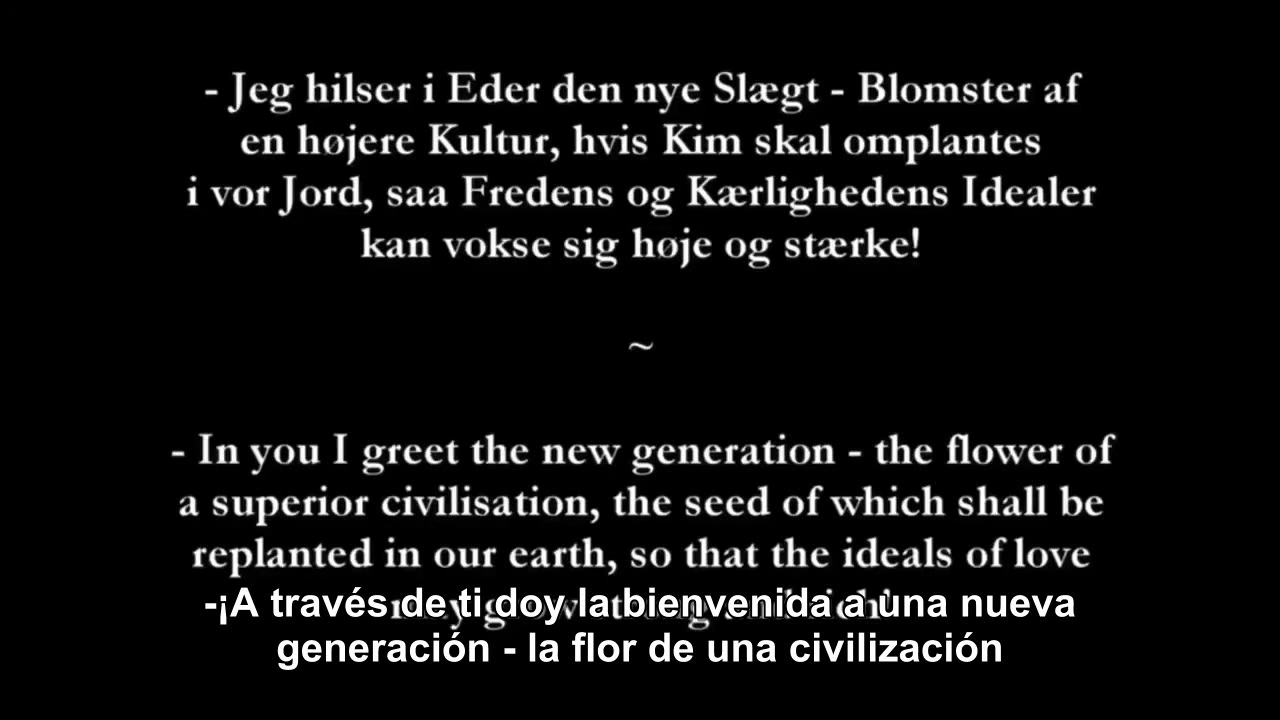 - Jeg hilser i Eder den nye Slægt - Blomster af
en højere Kultur, hvis Kim skal omplantes
i vor Jord, saa Fredens og Kærlighedens Idealer
kan vokse sig høje og stærke!
~
- In you I greet the new generation - the flower of
a superior civilisation, the seed of which shall be
replanted in our earth, so that the ideals of love
-¡A través de ti doy la bienvenida a una nueva
generación - la flor de una civilización